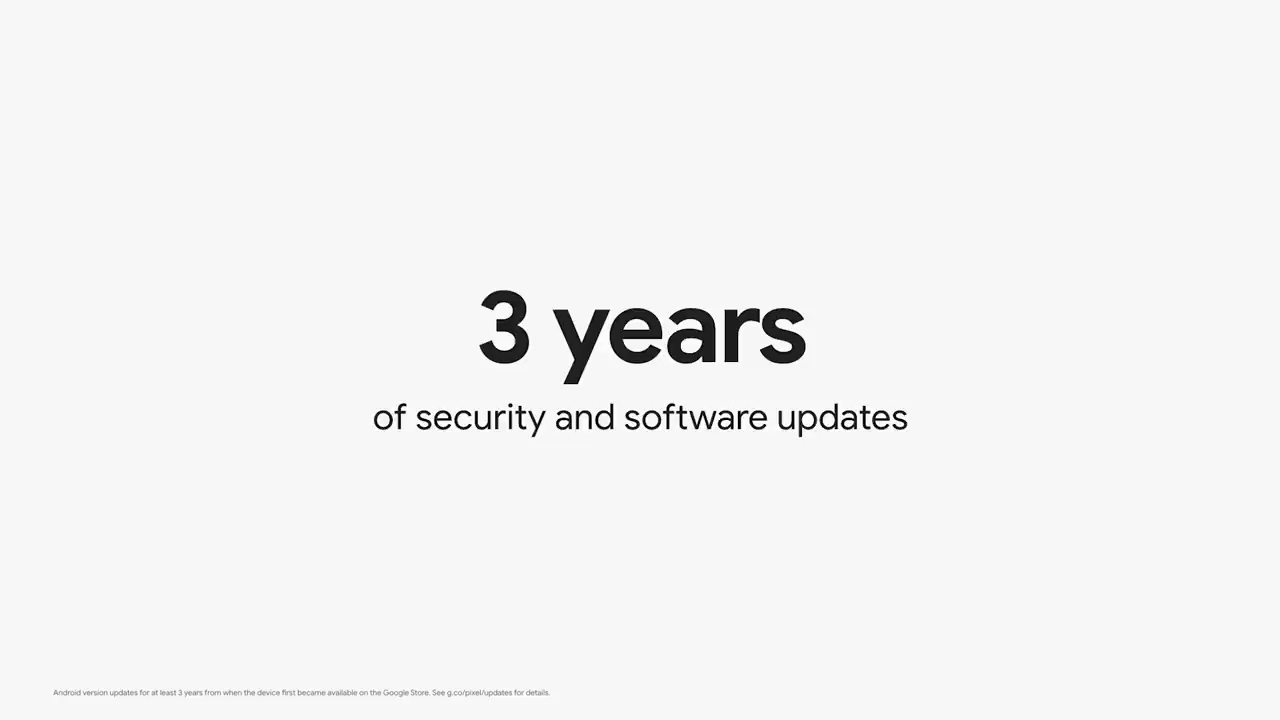 3 years
of security and software updates
Android version updates for at least 3 years from when the device first became available on the Google Store. See g.co/pixel/updates for details.